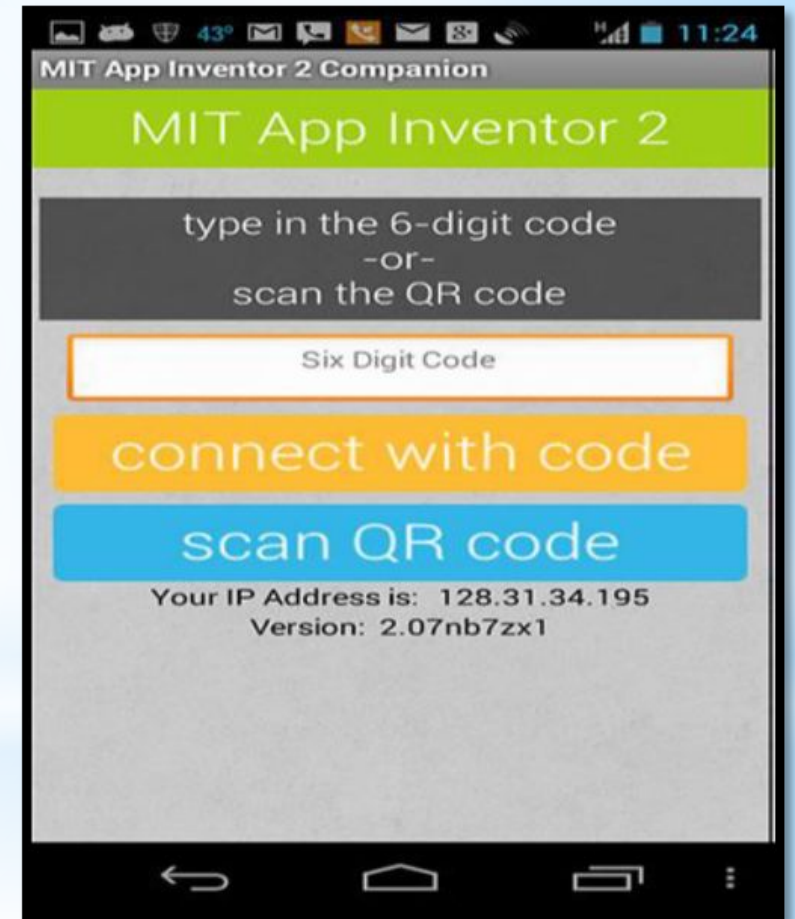 43° 11:24
MIT App Inventor 2 Companion
MIT App Inventor 2
type in the 6-digit code
-or-
scan the QR code
Six Digit Code
connect with code
scan QR code
Your IP Address is: 128.31.34.195
Version: 2.07nb7zx1